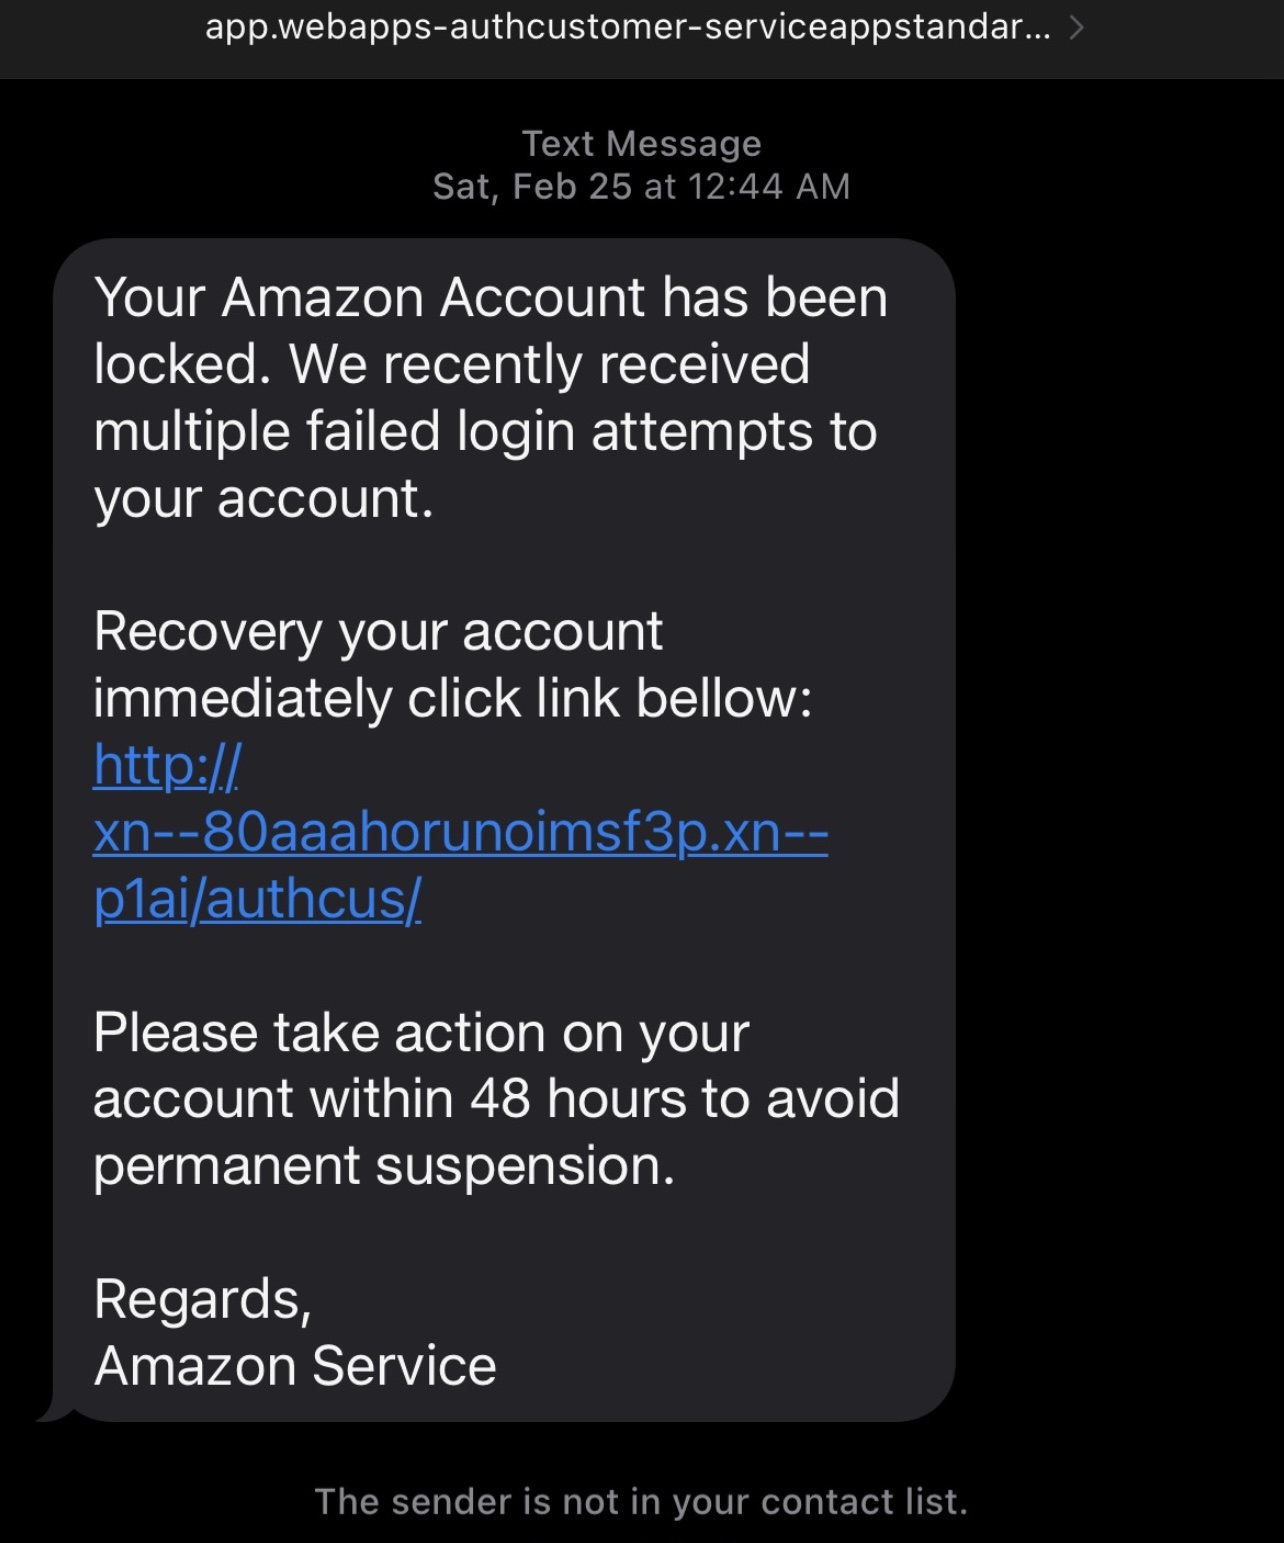 app.webapps-authcustomer-serviceappstandar...
Text Message
Sat, Feb 25 at 12:44 AM
Your Amazon Account has been
locked. We recently received
multiple failed login attempts to
your account.
Recovery your account
immediately click link bellow:
http://
xn--80aaahorunoimsf3p.xn--
p1ai/authcus/
Please take action on your
account within 48 hours to avoid
permanent suspension.
Regards,
Amazon Service
The sender is not in your contact list.